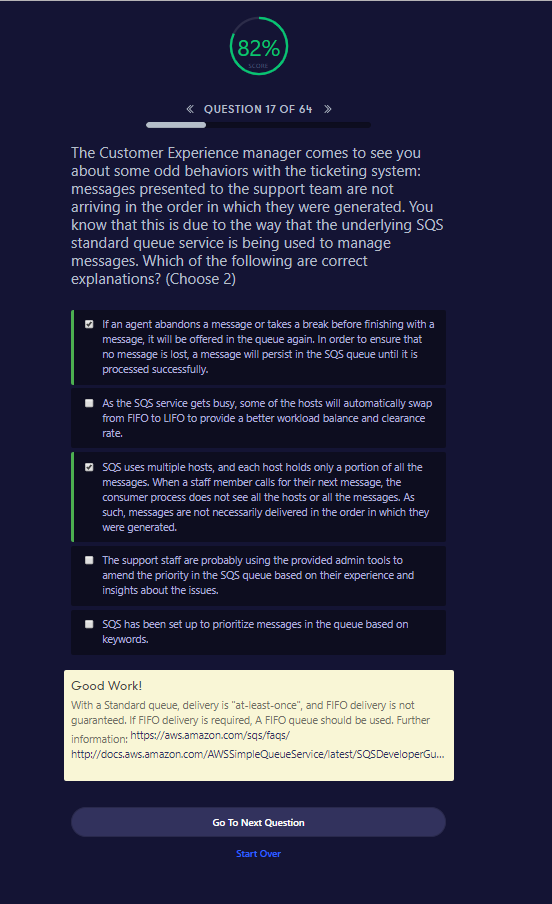 82%
SCORE
« QUESTION 17 OF 64 »
The Customer Experience manager comes to see you
about some odd behaviors with the ticketing system:
messages presented to the support team are not
arriving in the order in which they were generated. You
know that this is due to the way that the underlying SQS
standard queue service is being used to manage
messages. Which of the following are correct
explanations? (Choose 2)
If an agent abandons a message or takes a break before finishing with a
message, it will be offered in the queue again. In order to ensure that
no message is lost, a message will persist in the SQS queue until it is
processed successfully.
As the SQS service gets busy, some of the hosts will automatically swap
from FIFO to LIFO to provide a better workload balance and clearance
rate.
SQS uses multiple hosts, and each host holds only a portion of all the
messages. When a staff member calls for their next message, the
consumer process does not see all the hosts or all the messages. As
such, messages are not necessarily delivered in the order in which they
were generated.
The support staff are probably using the provided admin tools to
amend the priority in the SQS queue based on their experience and
insights about the issues.
SQS has been set up to prioritize messages in the queue based on
keywords.
Good Work!
With a Standard queue, delivery is "at-least-once", and FIFO delivery is not
guaranteed. If FIFO delivery is required, A FIFO queue should be used. Further
information: https://aws.amazon.com/sqs/faqs/
http://docs.aws.amazon.com/AWSSimpleQueueService/latest/SQSDeveloperGu...
Go To Next Question
Start Over